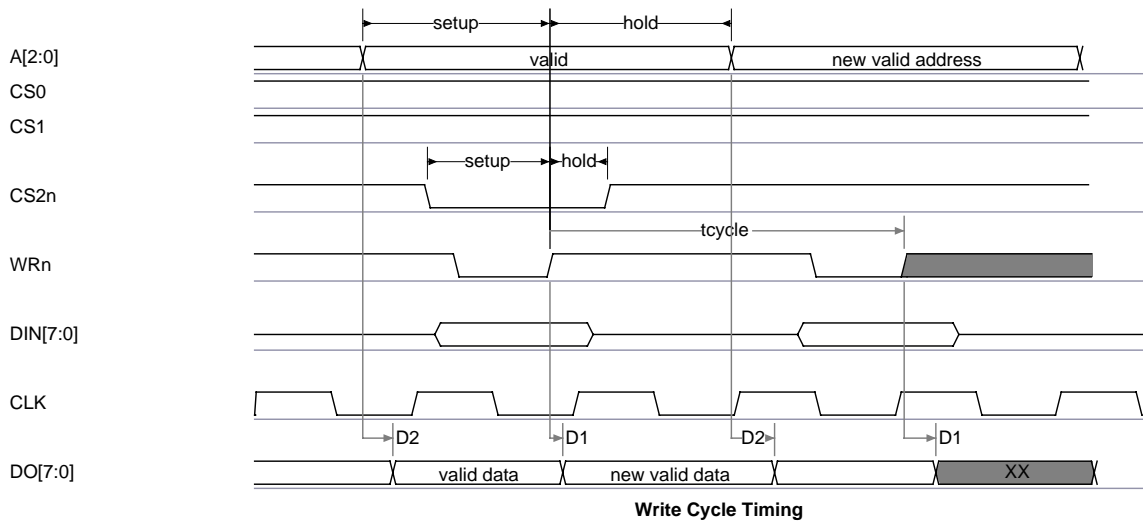 setup hold
A[2:0] valid new valid address
CS0
CS1
setup hold
CS2n
tcycle
WRn
DIN[7:0]
CLK
D2 D1 D2 D1
DO[7:0] valid data new valid data XX
Write Cycle Timing